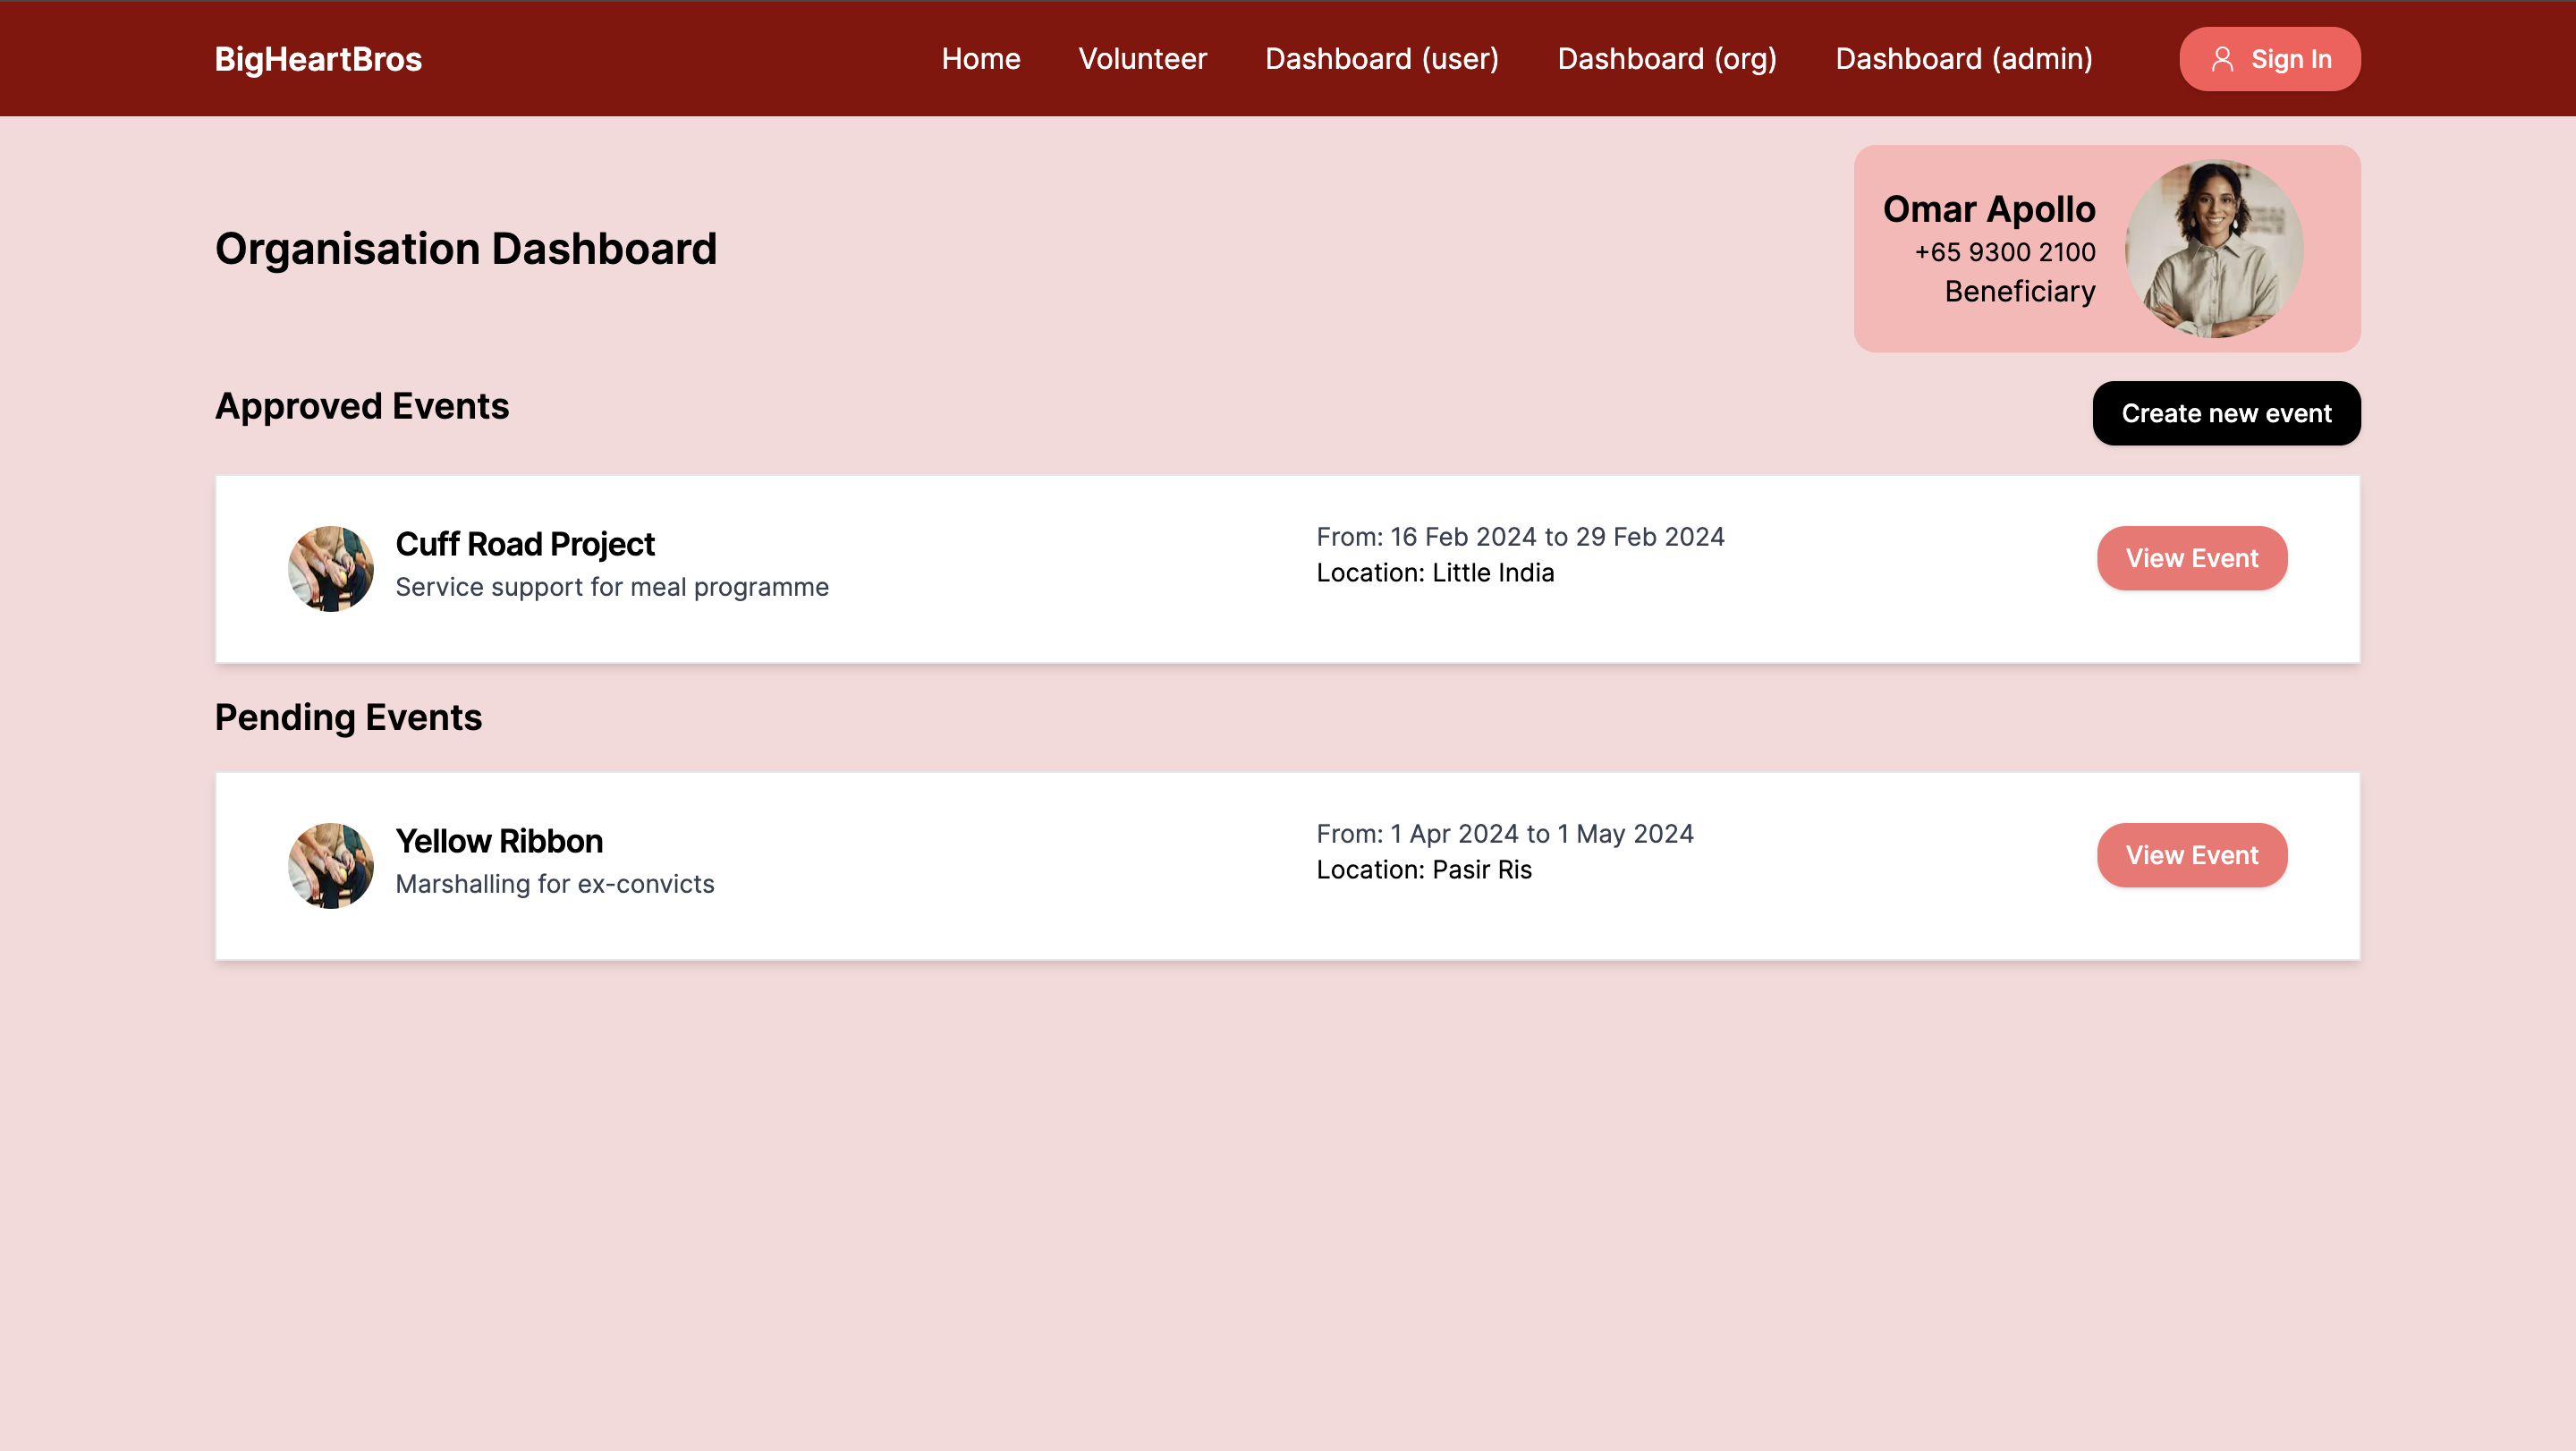 BigHeartBros
Home
Volunteer
Dashboard (user)
Dashboard (org)
Dashboard (admin)
Sign In
Organisation Dashboard
Omar Apollo
+65 9300 2100
Beneficiary
Approved Events
Create new event
Cuff Road Project
Service support for meal programme
From: 16 Feb 2024 to 29 Feb 2024
Location: Little India
View Event
Pending Events
Yellow Ribbon
Marshalling for ex-convicts
From: 1 Apr 2024 to 1 May 2024
Location: Pasir Ris
View Event